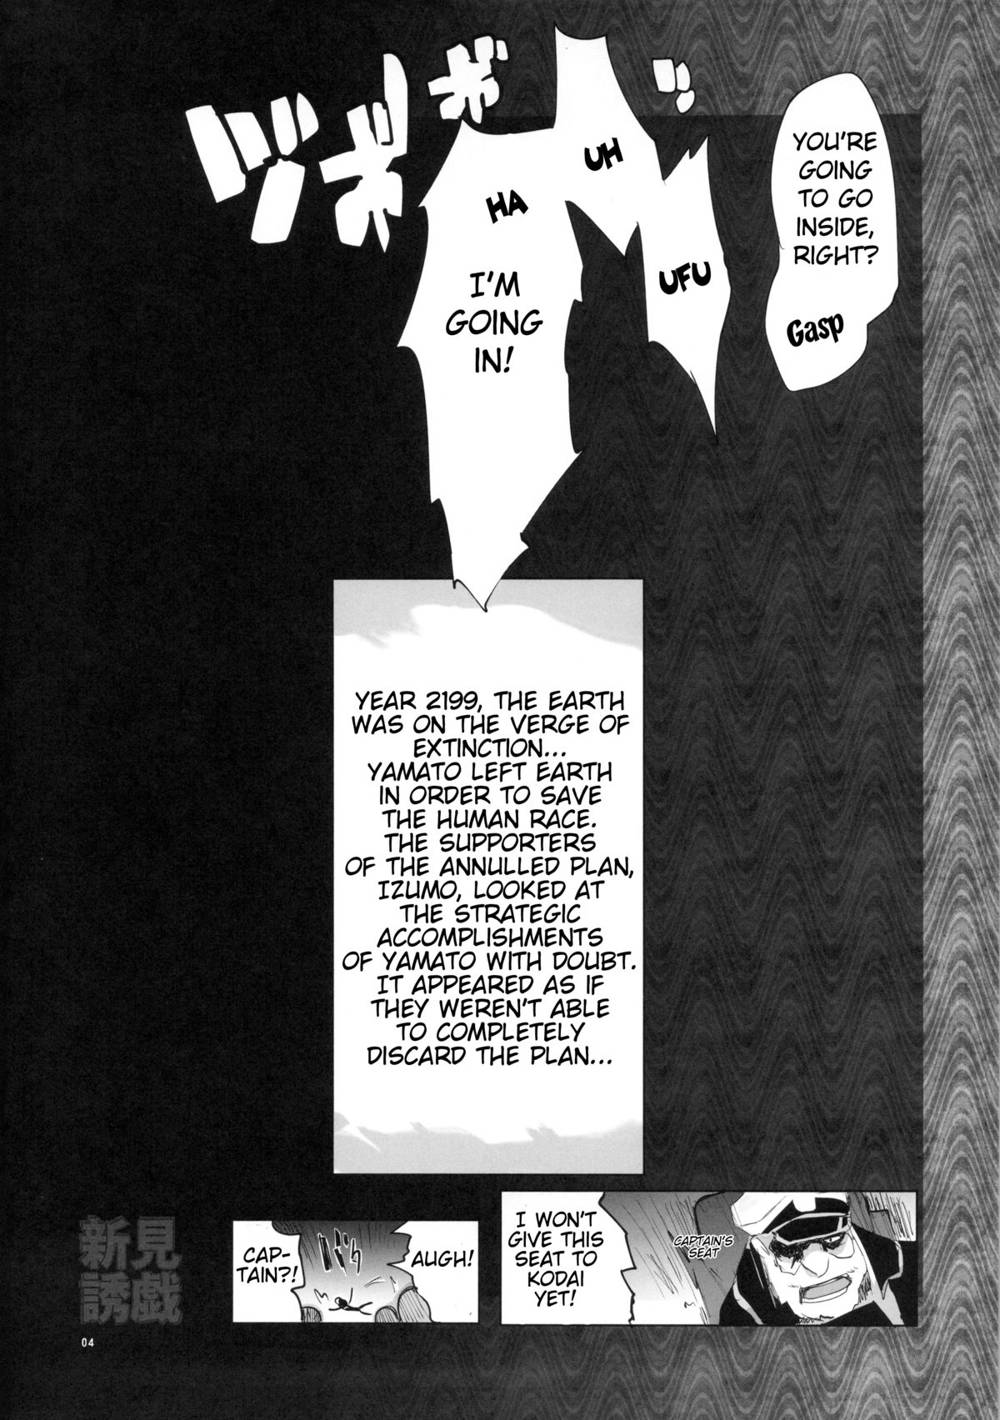 YOU'RE
GOING
TO GO
INSIDE,
RIGHT?
Gasp
UFU
UH
HA
I'M
GOING
IN!
YEAR 2199, THE EARTH
WAS ON THE VERGE OF
EXTINCTION...
YAMATO LEFT EARTH
IN ORDER TO SAVE
THE HUMAN RACE.
THE SUPPORTERS
OF THE ANNULLED PLAN,
IZUMO, LOOKED AT
THE STRATEGIC
ACCOMPLISHMENTS
OF YAMATO WITH DOUBT.
IT APPEARED AS IF
THEY WEREN'T ABLE
TO COMPLETELY
DISCARD THE PLAN...
CAPTAIN'S
SEAT
I WON'T
GIVE THIS
SEAT TO
KODAI
YET!
AUGH!
CAP-
TAIN?!
新見
誘戯
04